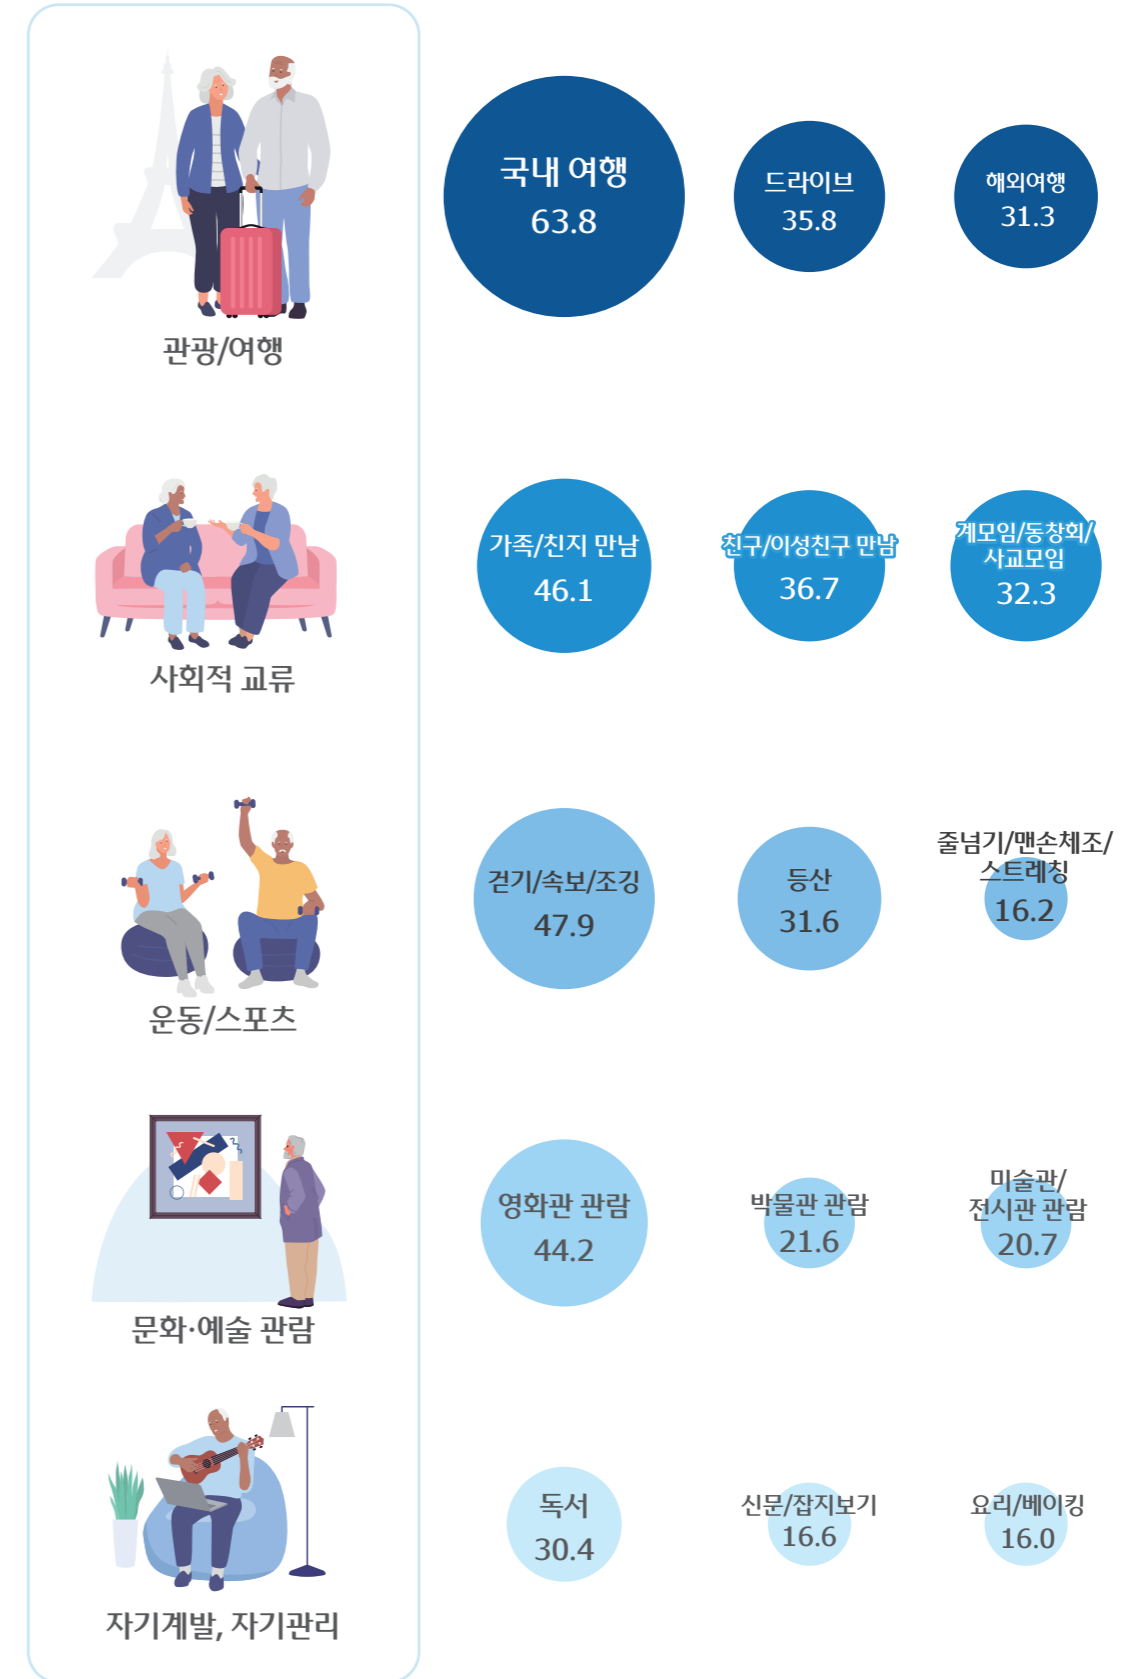 국내 여행
63.8
드라이브
35.8
해외여행
31.3
관광/여행
가족/친지 만남
46.1
친구/이성친구 만남
36.7
계모임/동창회/
사교모임
32.3
사회적 교류
걷기/속보/조깅
47.9
등산
31.6
줄넘기/맨손체조/
스트레칭
16.2
운동/스포츠
영화관 관람
44.2
박물관 관람
21.6
미술관/
전시관 관람
20.7
문화·예술 관람
독서
30.4
신문/잡지보기
16.6
요리/베이킹
16.0
자기계발, 자기관리